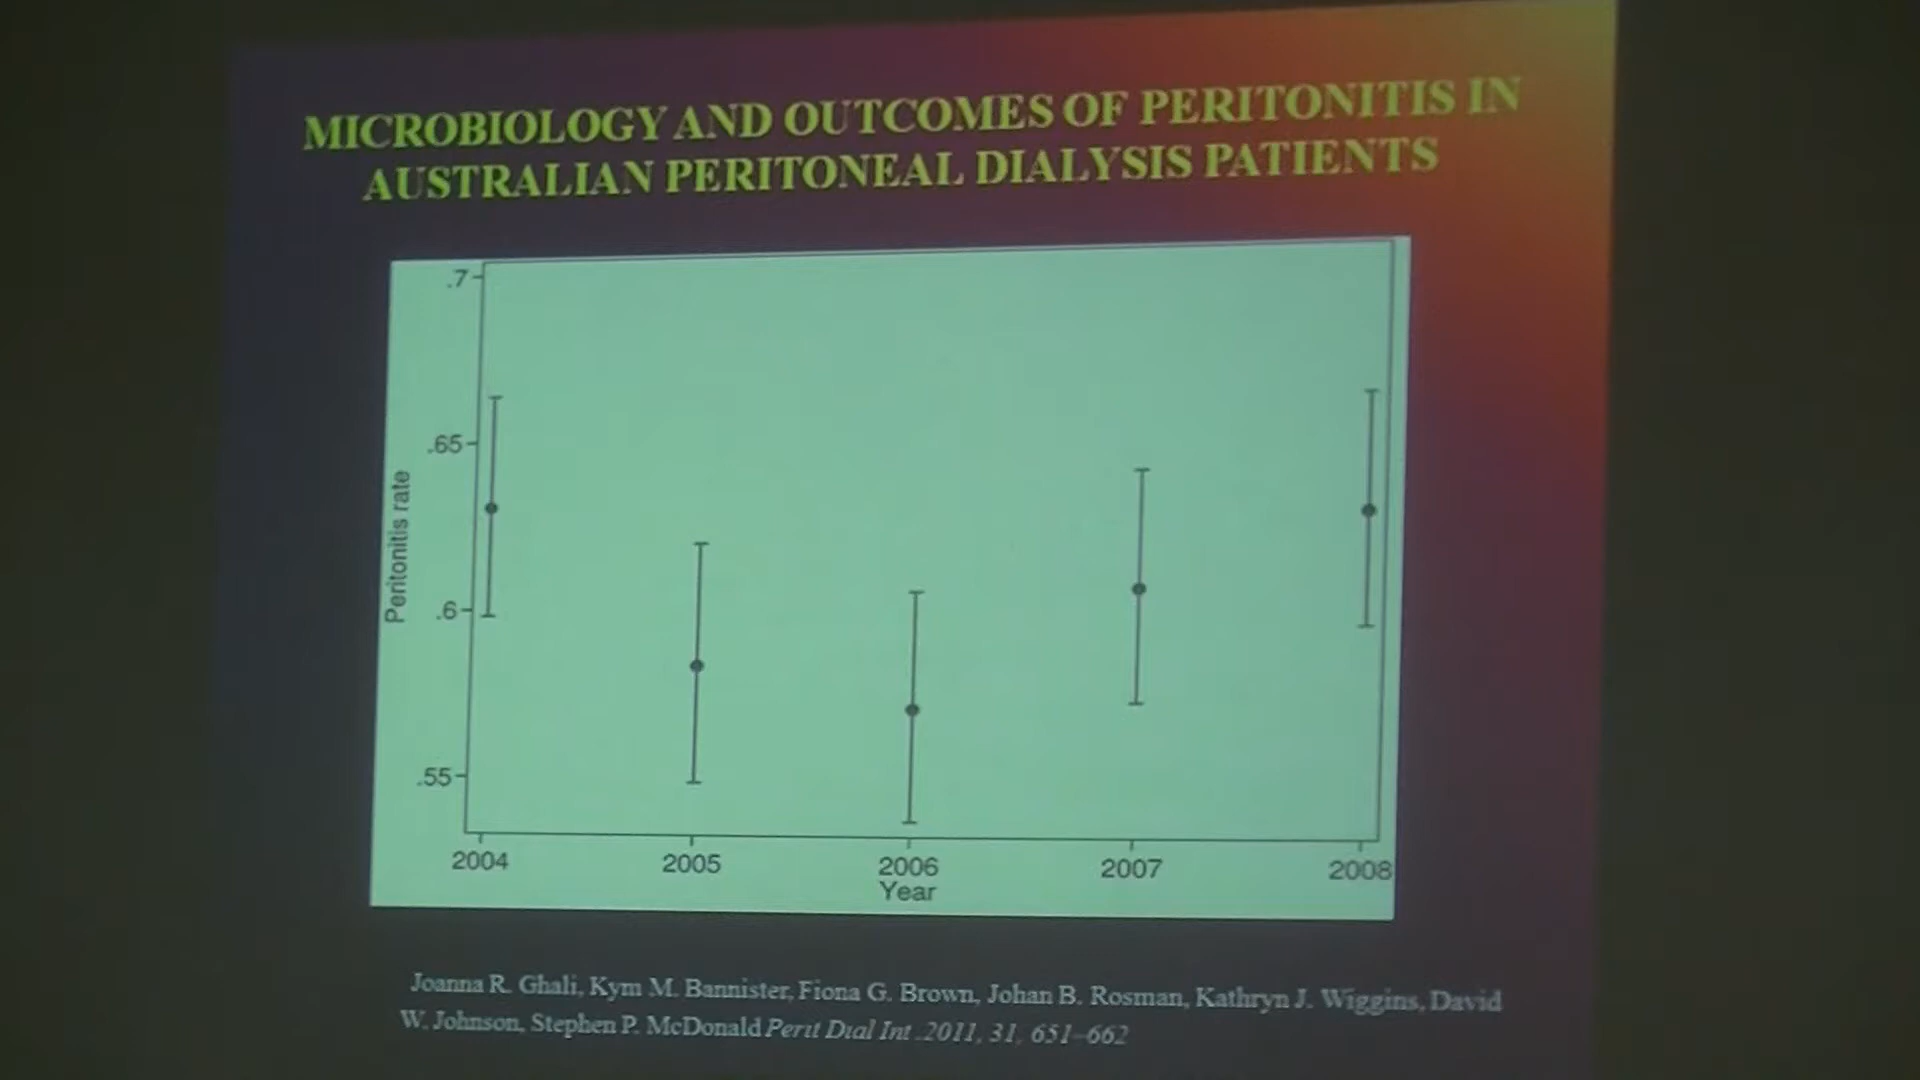 MICROBIOLOGY AND OUTCOMES OF PERITONITIS IN
AUSTRALIAN PERITONEAL DIALYSIS PATIENTS
.7
.65
.6
.55
Peritonitis rate
2004 2005 2006 2007 2008
Year
Joanna R. Ghali, Kym M. Bannister, Fiona G. Brown, Johan B. Rosman, Kathryn J. Wiggins, David
W. Johnson, Stephen P. McDonald Perit Dial Int .2011, 31, 651–662